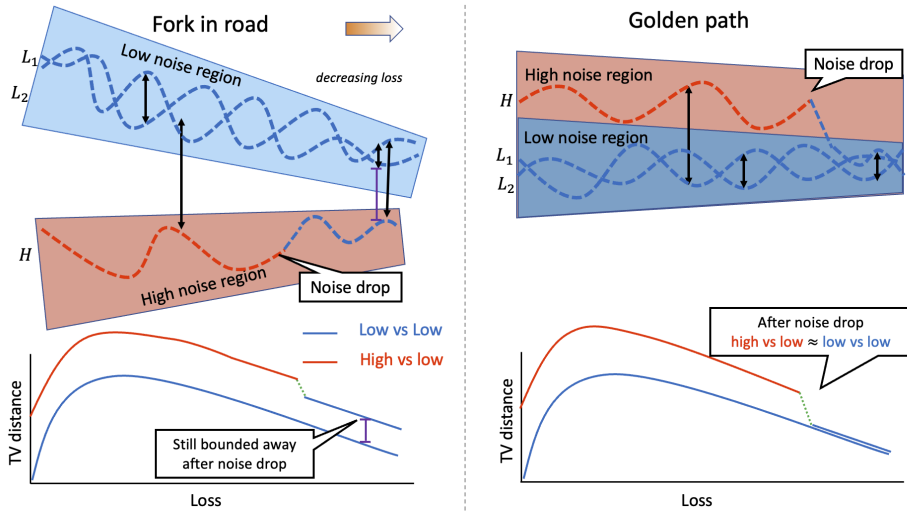 Fork in road
Low noise region
decreasing loss
L₁
L₂
H
High noise region
Noise drop
Low vs Low
High vs low
TV distance
Still bounded away
after noise drop
Loss
Golden path
High noise region
Noise drop
H
Low noise region
L₁
L₂
After noise drop
high vs low ≈ low vs low
TV distance
Loss